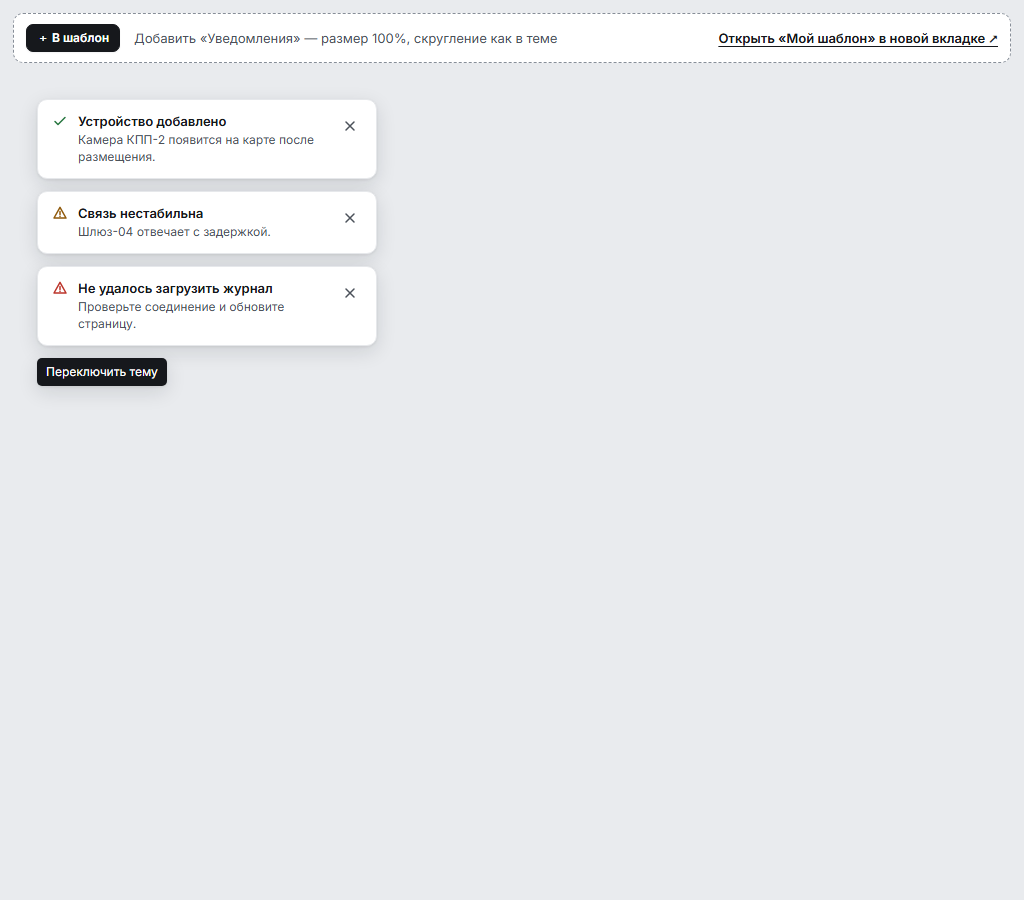 + В шаблон
Добавить «Уведомления» — размер 100%, скругление как в теме
Открыть «Мой шаблон» в новой вкладке ↗
Устройство добавлено
Камера КПП-2 появится на карте после
размещения.
Связь нестабильна
Шлюз-04 отвечает с задержкой.
Не удалось загрузить журнал
Проверьте соединение и обновите
страницу.
Переключить тему